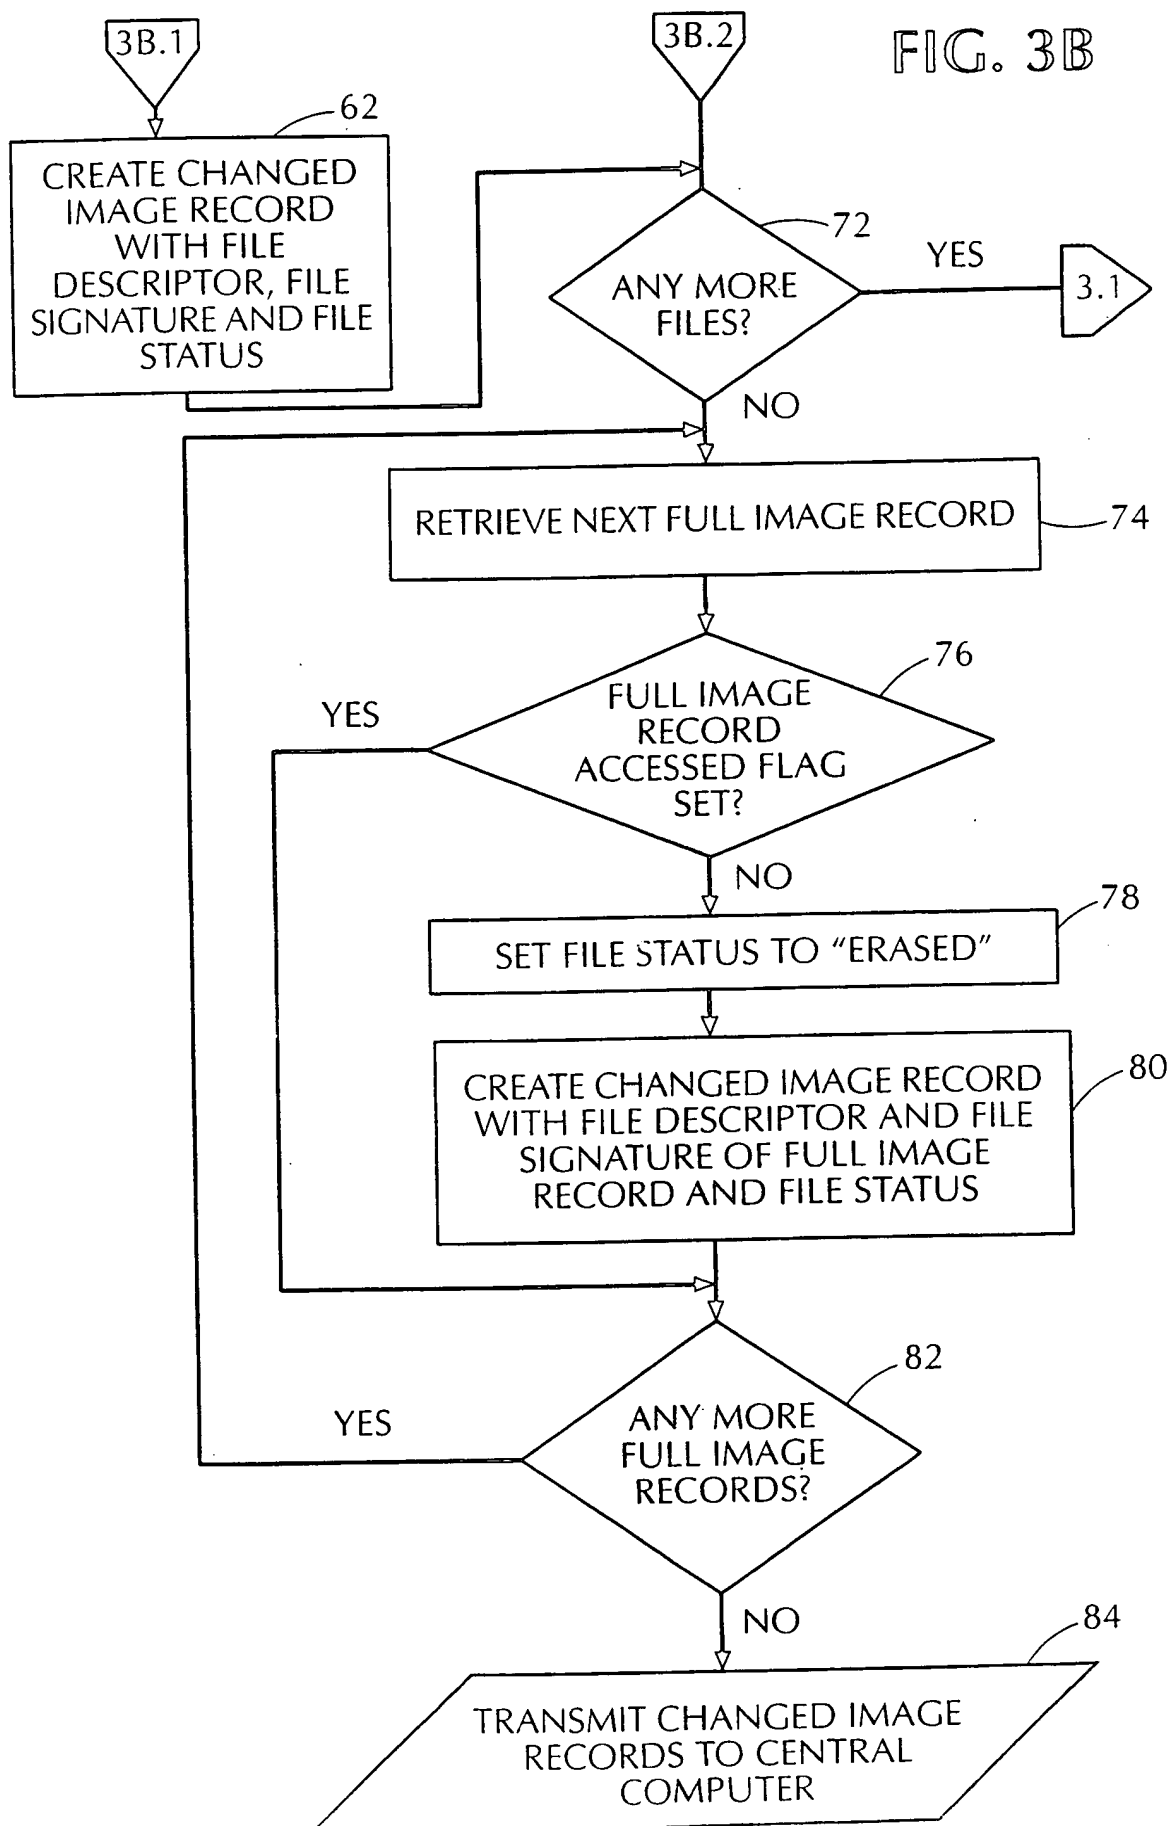 3B.1
3B.2
FIG. 3B
62
CREATE CHANGED
IMAGE RECORD
WITH FILE
DESCRIPTOR, FILE
SIGNATURE AND FILE
STATUS
72
ANY MORE
FILES?
YES
3.1
NO
RETRIEVE NEXT FULL IMAGE RECORD
74
76
FULL IMAGE
RECORD
ACCESSED FLAG
SET?
YES
NO
78
SET FILE STATUS TO "ERASED"
80
CREATE CHANGED IMAGE RECORD
WITH FILE DESCRIPTOR AND FILE
SIGNATURE OF FULL IMAGE
RECORD AND FILE STATUS
82
ANY MORE
FULL IMAGE
RECORDS?
YES
NO
84
TRANSMIT CHANGED IMAGE
RECORDS TO CENTRAL
COMPUTER